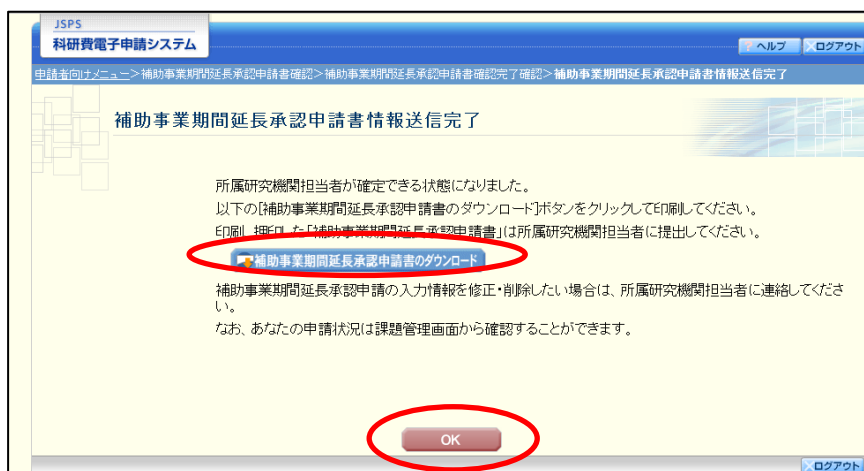 JSPS
科研費電子申請システム
? ヘルプ ×ログアウト
申請者向けメニュー>補助事業期間延長承認申請書確認>補助事業期間延長承認申請書確認完了確認>補助事業期間延長承認申請書情報送信完了
補助事業期間延長承認申請書情報送信完了
所属研究機関担当者が確定できる状態になりました。
以下の[補助事業期間延長承認申請書のダウンロード]ボタンをクリックして印刷してください。
印刷、押印した「補助事業期間延長承認申請書」は所属研究機関担当者に提出してください。
補助事業期間延長承認申請書のダウンロード
補助事業期間延長承認申請の入力情報を修正・削除したい場合は、所属研究機関担当者に連絡してくださ
い。
なお、あなたの申請状況は課題管理画面から確認することができます。
OK
×ログアウト